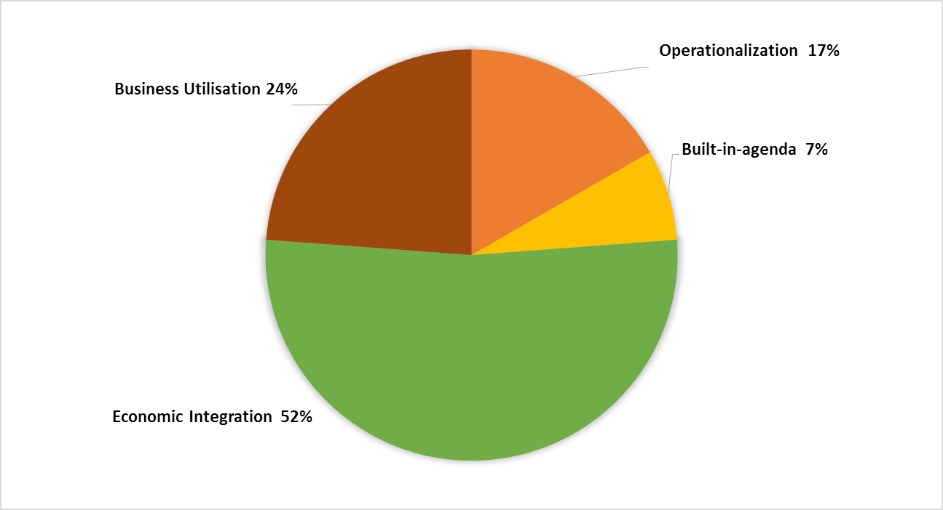 Operationalization 17%
Business Utilisation 24%
Built-in-agenda 7%
Economic Integration 52%